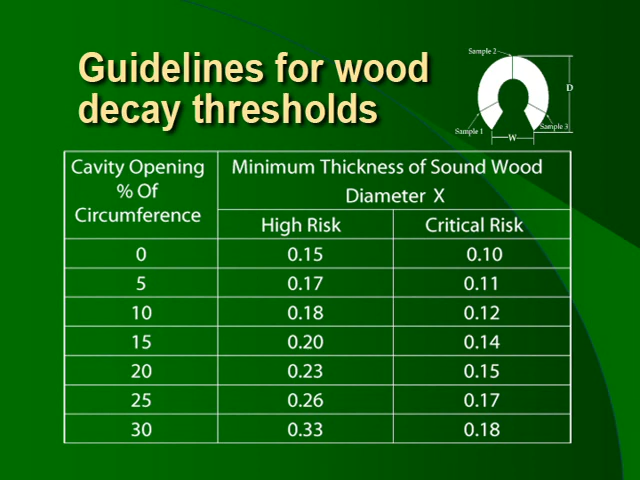 Guidelines for wood
decay thresholds
Sample 2
D
Sample 1
Sample 3
W
Cavity Opening
% Of
Circumference
Minimum Thickness of Sound Wood
Diameter X
High Risk Critical Risk
0 0.15 0.10
5 0.17 0.11
10 0.18 0.12
15 0.20 0.14
20 0.23 0.15
25 0.26 0.17
30 0.33 0.18